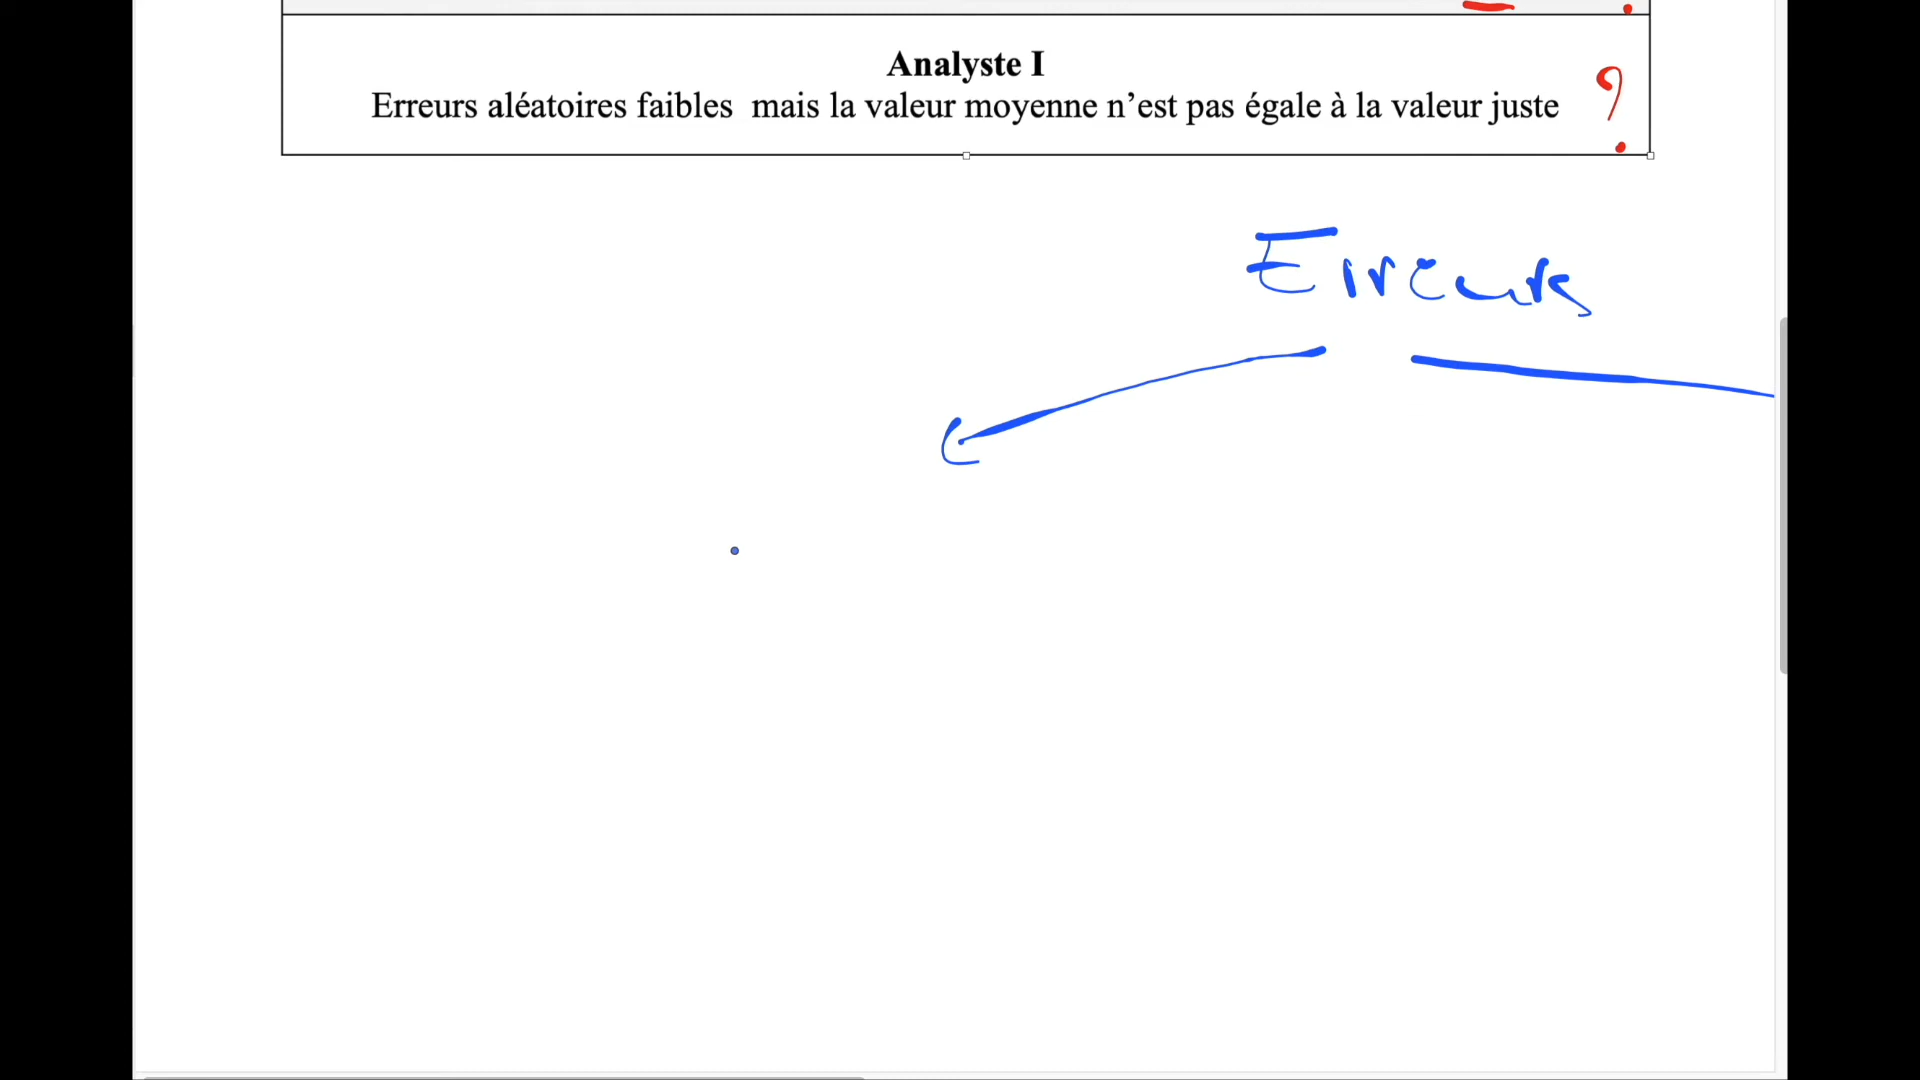 Analyste I
Erreurs aléatoires faibles mais la valeur moyenne n’est pas égale à la valeur juste ?
Erreurs